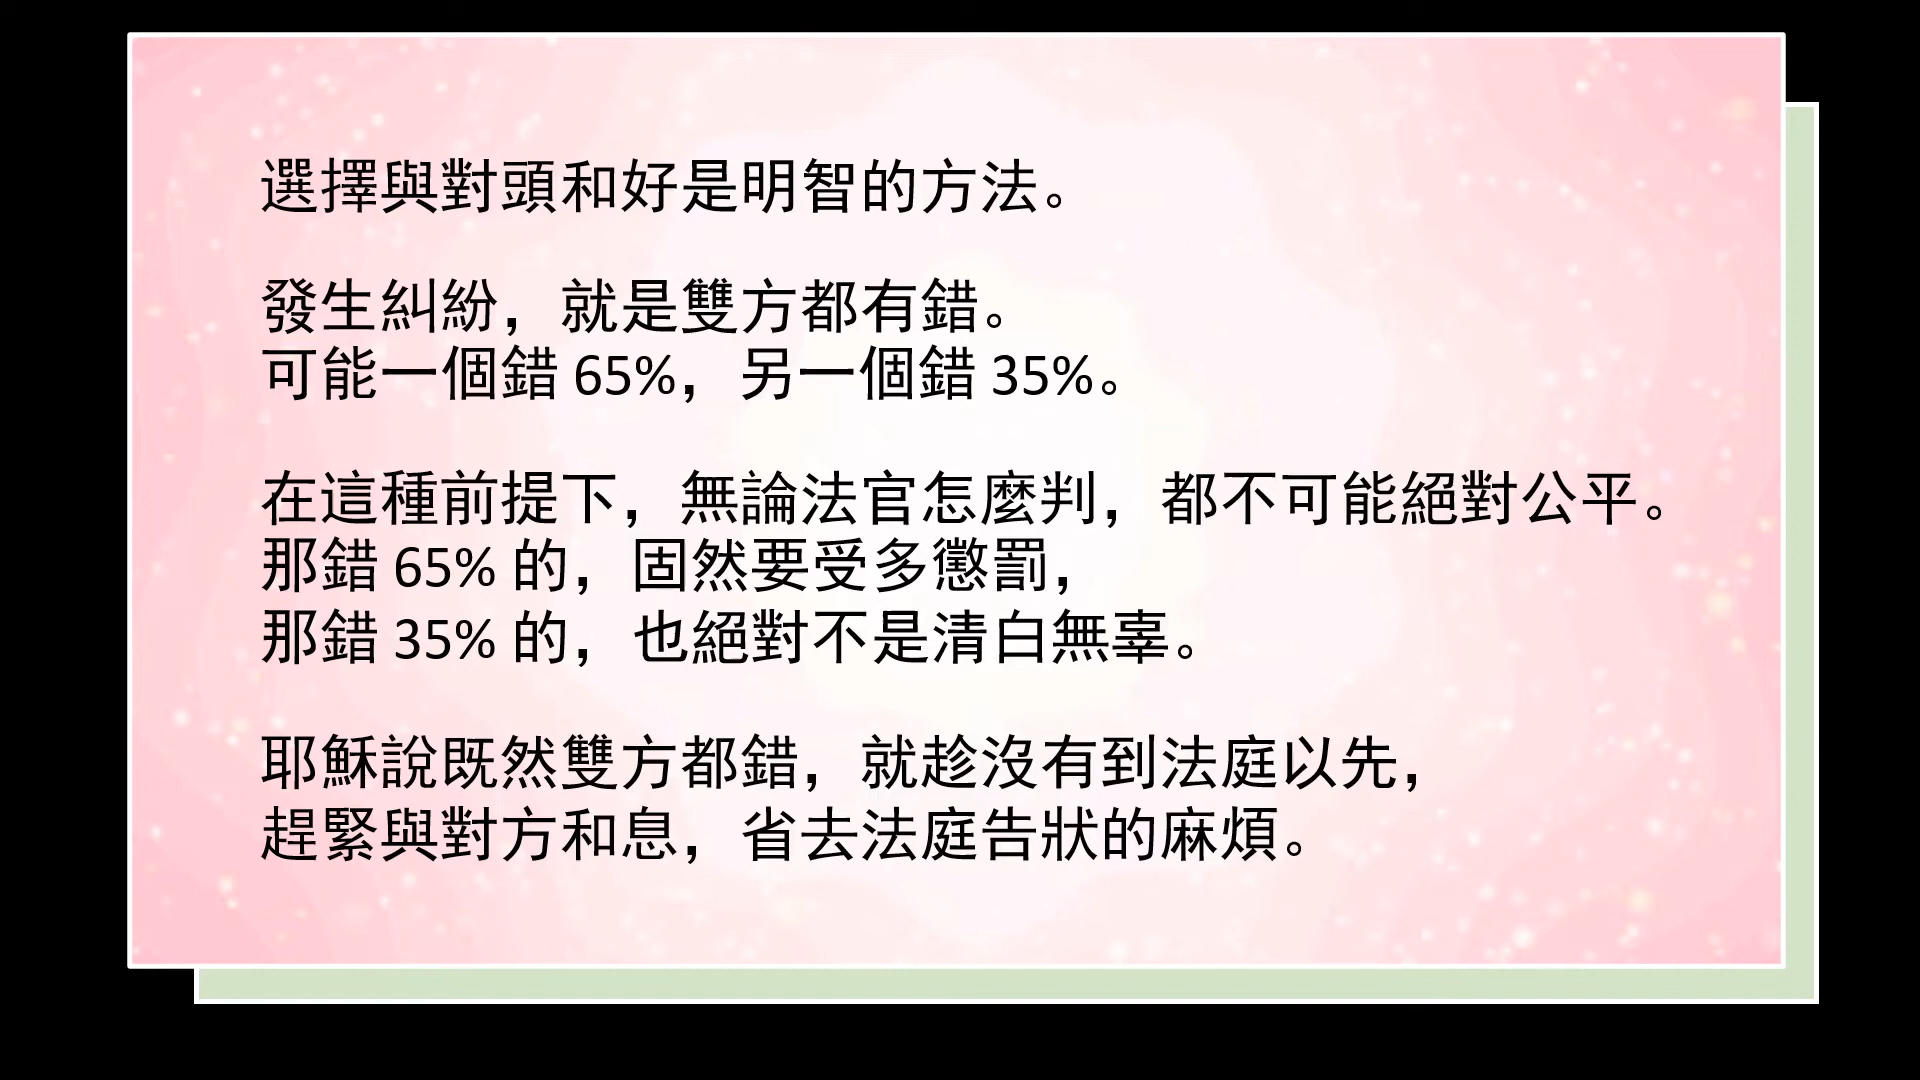 選擇與對頭和好是明智的方法。
發生糾紛，就是雙方都有錯。
可能一個錯 65%，另一個錯 35%。
在這種前提下，無論法官怎麼判，都不可能絕對公平。
那錯 65% 的，固然要受多懲罰，
那錯 35% 的，也絕對不是清白無辜。
耶穌說既然雙方都錯，就趁沒有到法庭以先，
趕緊與對方和息，省去法庭告狀的麻煩。